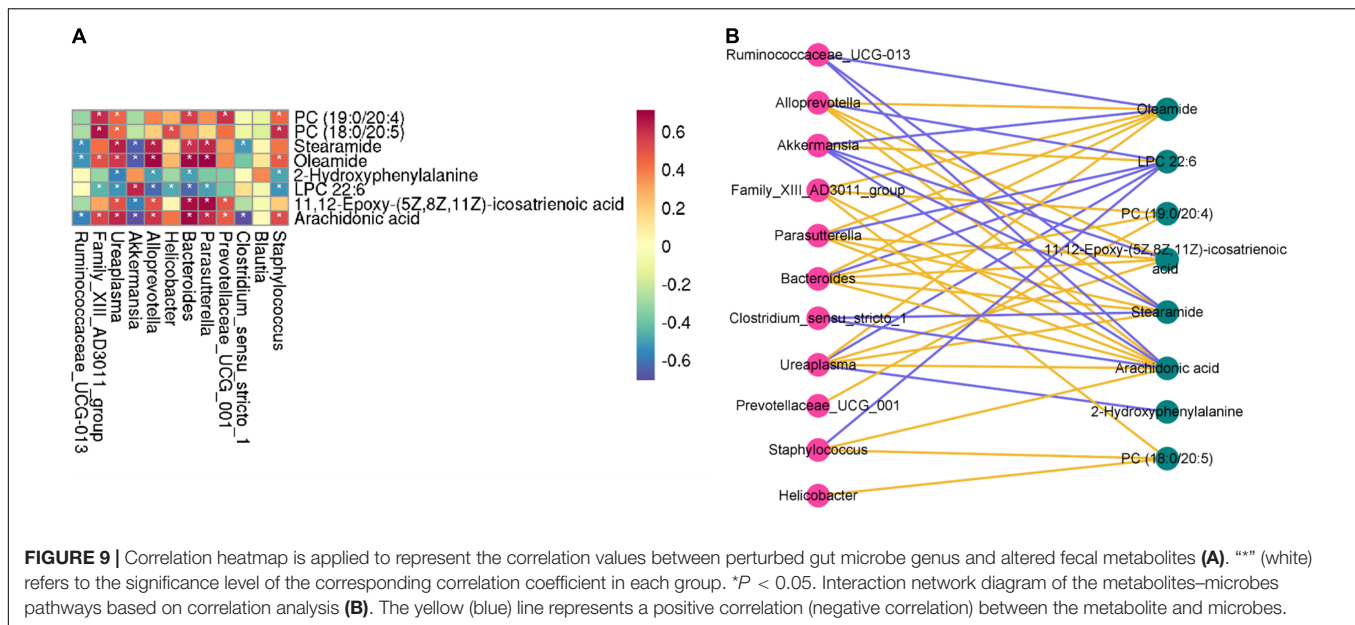 A
B
PC (19:0/20:4)
PC (18:0/20:5)
Stearamide
Oleamide
2-Hydroxyphenylalanine
LPC 22:6
11,12-Epoxy-(5Z,8Z,11Z)-icosatrienoic acid
Arachidonic acid
Ruminococcaceae_UCG-013
Family_XIII_AD3011_group
Ureaplasma
Akkermansia
Alloprevotella
Helicobacter
Bacteroides
Parasutterella
Prevotellaceae_UCG_001
Clostridium_sensu_stricto_1
Blautia
Staphylococcus
0.6
0.4
0.2
0
-0.2
-0.4
-0.6
Ruminococcaceae_UCG-013
Alloprevotella
Akkermansia
Family_XIII_AD3011_group
Parasutterella
Bacteroides
Clostridium_sensu_stricto_1
Ureaplasma
Prevotellaceae_UCG_001
Staphylococcus
Helicobacter
Oleamide
LPC 22:6
PC (19:0/20:4)
11,12-Epoxy-(5Z,8Z,11Z)-icosatrienoic
acid
Stearamide
Arachidonic acid
2-Hydroxyphenylalanine
PC (18:0/20:5)
FIGURE 9 | Correlation heatmap is applied to represent the correlation values between perturbed gut microbe genus and altered fecal metabolites (A). “*” (white)
refers to the significance level of the corresponding correlation coefficient in each group. *P < 0.05. Interaction network diagram of the metabolites–microbes
pathways based on correlation analysis (B). The yellow (blue) line represents a positive correlation (negative correlation) between the metabolite and microbes.